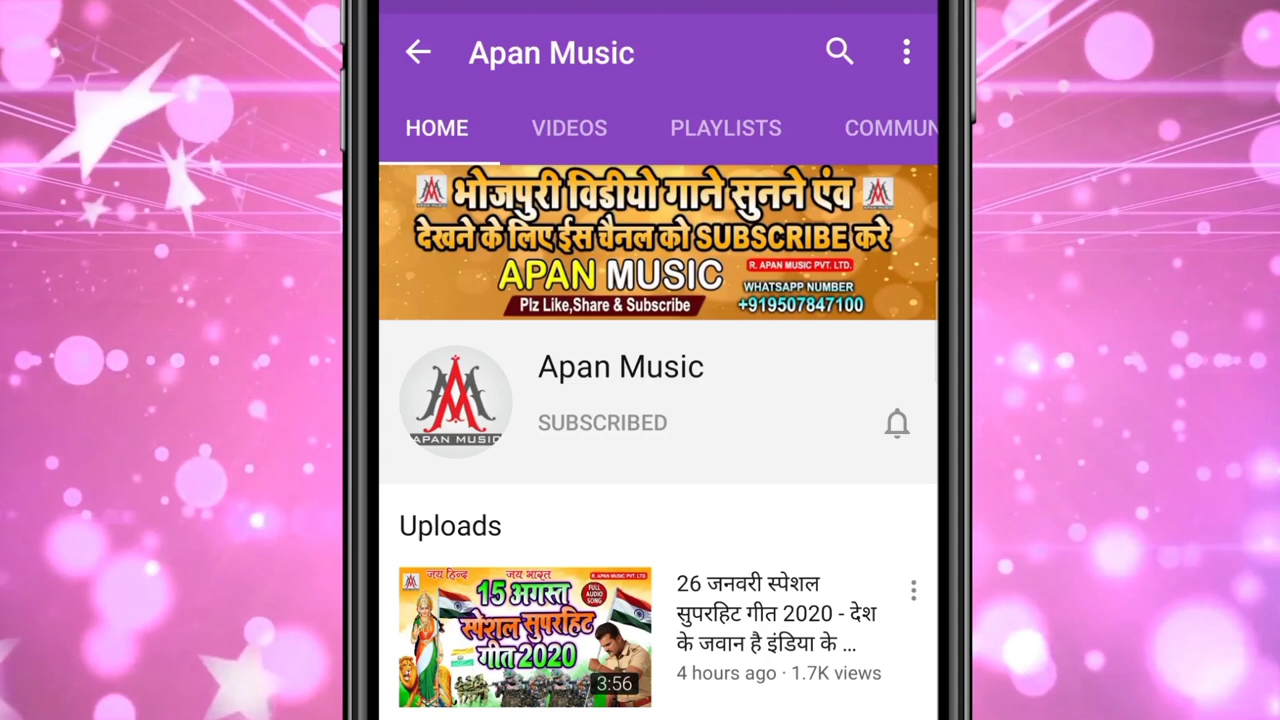 Apan Music
HOME VIDEOS PLAYLISTS COMMUN
भोजपुरी विडीयो गाने सुनने एंव
देखने के लिए ईस चैनल को SUBSCRIBE करे
APAN MUSIC
R. APAN MUSIC PVT. LTD.
WHATSAPP NUMBER
Plz Like,Share & Subscribe
+919507847100
Apan Music
SUBSCRIBED
APAN MUSIC
Uploads
जय हिन्द जय भारत
R. APAN MUSIC PVT. LTD
15 अगस्त
FULL
AUDIO
SONG
स्पेशल सुपरहिट
गीत 2020
3:56
26 जनवरी स्पेशल
सुपरहिट गीत 2020 - देश
के जवान है इंडिया के ...
4 hours ago · 1.7K views